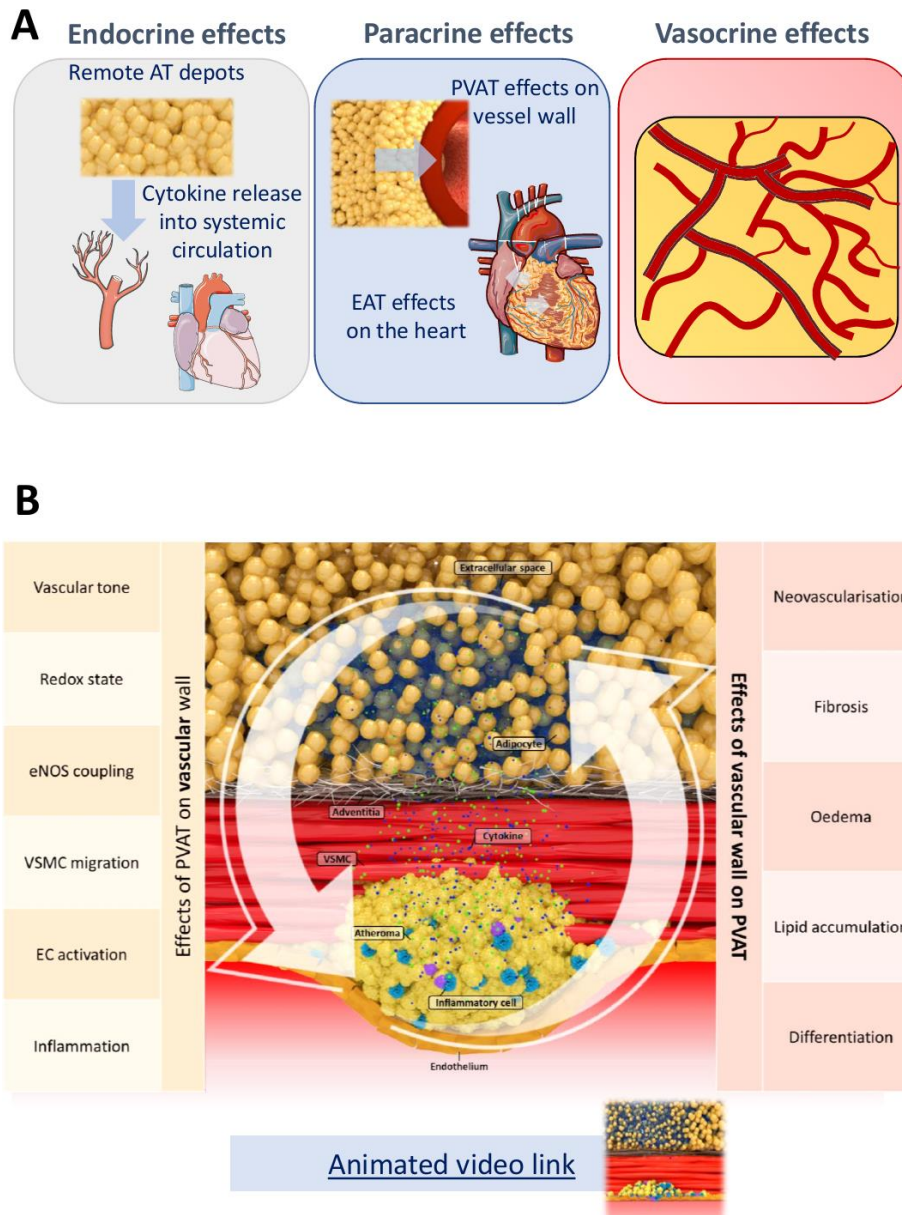 A
Endocrine effects
Remote AT depots
Cytokine release
into systemic
circulation
Paracrine effects
PVAT effects on
vessel wall
EAT effects
on the heart
Vasocrine effects
B
Vascular tone
Redox state
eNOS coupling
VSMC migration
EC activation
Inflammation
Effects of PVAT on vascular wall
Extracellular space
Adipocyte
Adventitia
Cytokine
VSMC
Atheroma
Inflammatory cell
Endothelium
Effects of vascular wall on PVAT
Neovascularisation
Fibrosis
Oedema
Lipid accumulation
Differentiation
Animated video link